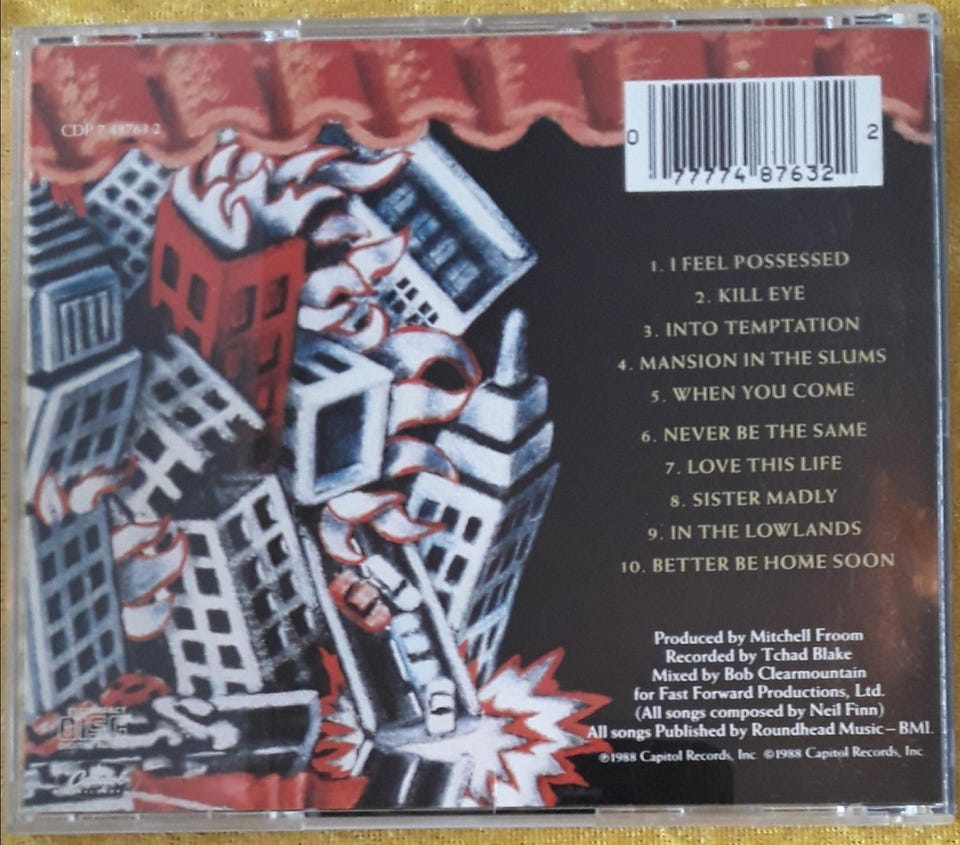 CDP 7 48763 2
0 77774 87632 2
1. I FEEL POSSESSED
2. KILL EYE
3. INTO TEMPTATION
4. MANSION IN THE SLUMS
5. WHEN YOU COME
6. NEVER BE THE SAME
7. LOVE THIS LIFE
8. SISTER MADLY
9. IN THE LOWLANDS
10. BETTER BE HOME SOON
Produced by Mitchell Froom
Recorded by Tchad Blake
Mixed by Bob Clearmountain
for Fast Forward Productions, Ltd.
(All songs composed by Neil Finn)
All songs Published by Roundhead Music—BMI.
℗1988 Capitol Records, Inc ©1988 Capitol Records, Inc
COMPACT
DISC
Capitol